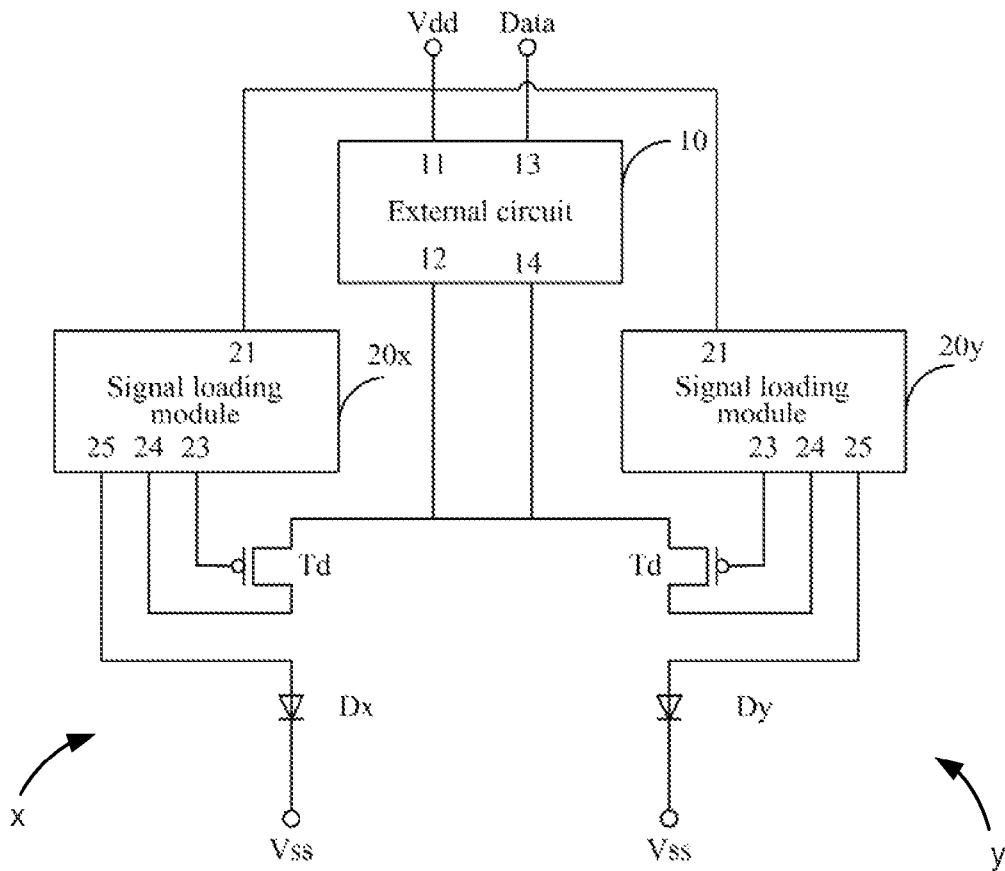 Vdd Data
10
11 13
External circuit
12 14
21
20x
Signal loading
module
25 24 23
21
20y
Signal loading
module
23 24 25
Td
Td
Dx
Dy
x
y
Vss
Vss